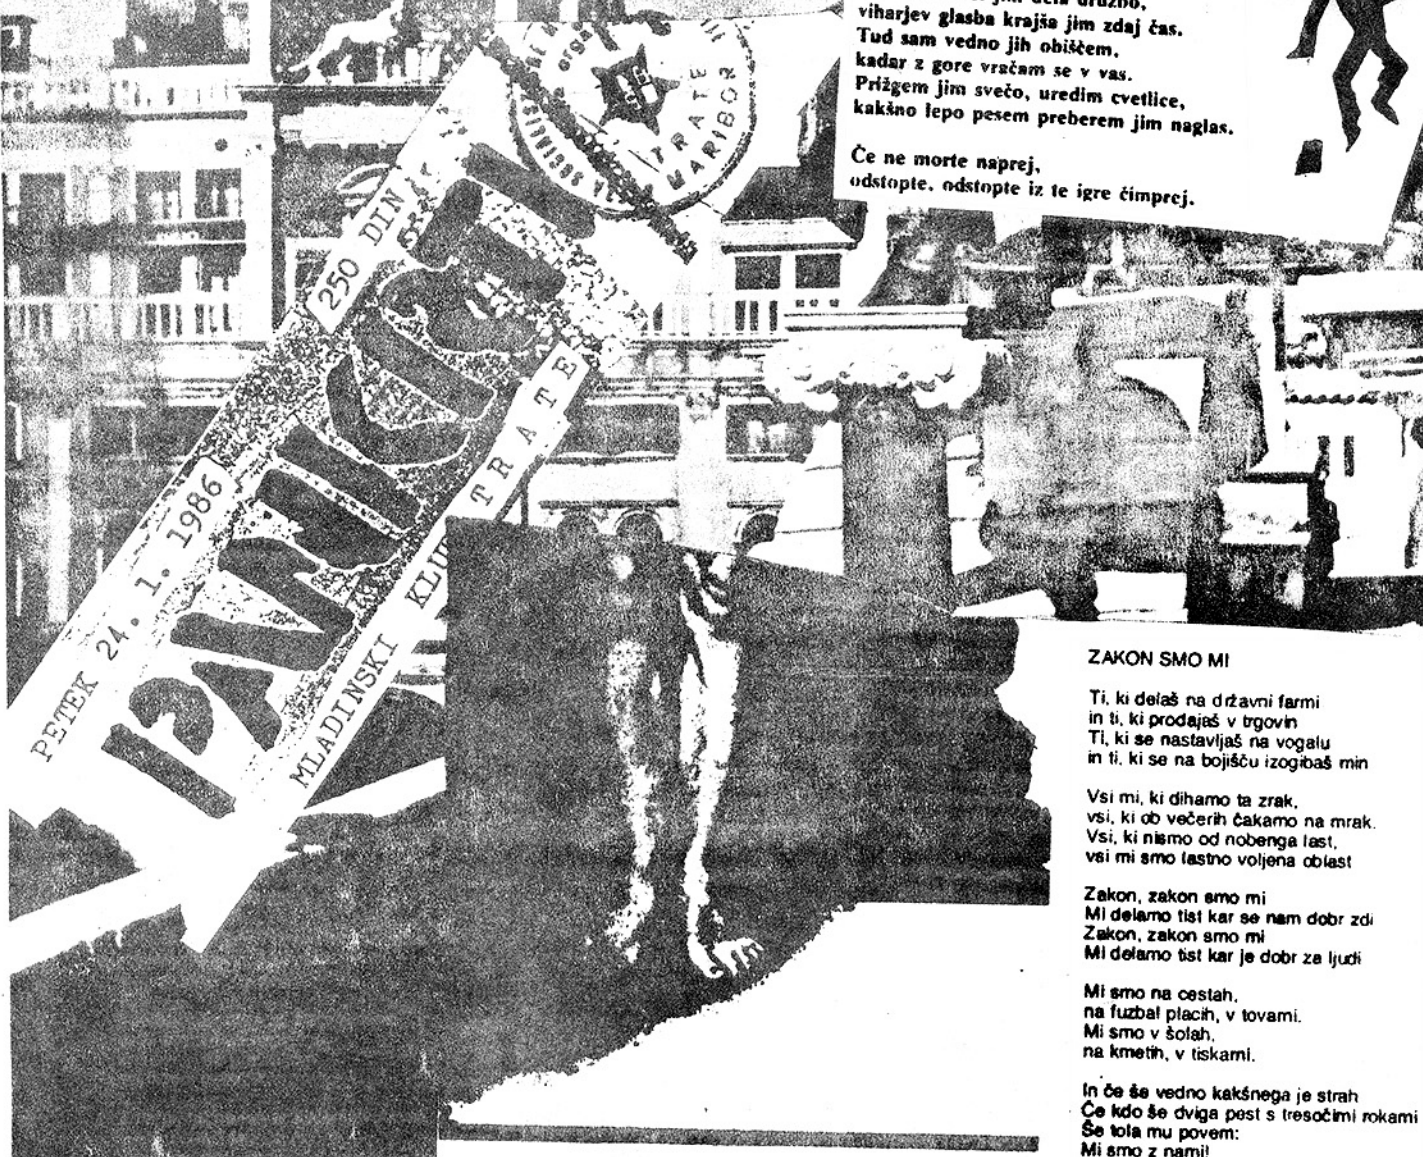 viharjev glasba krajša jim zdaj čas.
Tud sam vedno jih obiščem,
kadar z gore vračam se v vas.
Prižgem jim svečo, uredim cvetlice,
kakšno lepo pesem preberem jim naglas.
Če ne morte naprej,
odstopte, odstopte iz te igre čimprej.
250 DIN
PETEK 24. 1. 1986
PANKRTI
MLADINSKI KLUB TRATE
TRATE
MARIBOR
ZAKON SMO MI
Ti, ki delaš na državni farmi
in ti, ki prodajaš v trgovin
Ti, ki se nastavljaš na vogalu
in ti, ki se na bojišču izogibaš min
Vsi mi, ki dihamo ta zrak,
vsi, ki ob večerih čakamo na mrak.
Vsi, ki nismo od nobenga last,
vsi mi smo lastno voljena oblast
Zakon, zakon smo mi
Mi delamo tist kar se nam dobr zdi
Zakon, zakon smo mi
Mi delamo tist kar je dobr za ljudi
Mi smo na cestah,
na fuzbal placih, v tovarni.
Mi smo v šolah,
na kmetih, v tiskarni.
In če še vedno kakšnega je strah
Če kdo še dviga pest s tresočimi rokami
Še tola mu povem:
Mi smo z nami!